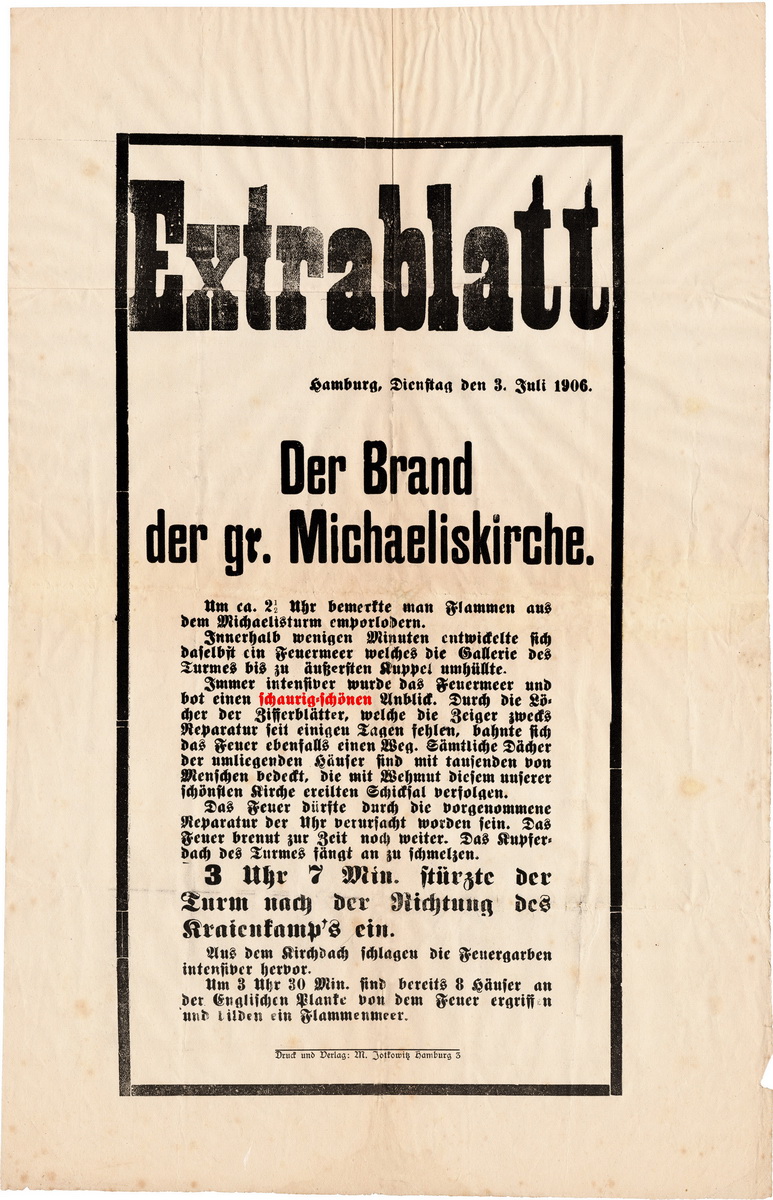 Extrablatt
Hamburg, Dienstag den 3. Juli 1906.
Der Brand
der gr. Michaeliskirche.
Um ca. 2½ Uhr bemerkte man Flammen aus
dem Michaelisturm emporlodern.
Innerhalb wenigen Minuten entwickelte sich
daselbst ein Feuermeer welches die Gallerie des
Turmes bis zu äußersten Kuppel umhüllte.
Immer intensiver wurde das Feuermeer und
bot einen schaurig-schönen Anblick. Durch die Lö-
cher der Zifferblätter, welche die Zeiger zwecks
Reparatur seit einigen Tagen fehlen, bahnte sich
das Feuer ebenfalls einen Weg. Sämtliche Dächer
der umliegenden Häuser sind mit tausenden von
Menschen bedeckt, die mit Wehmut diesem unserer
schönsten Kirche ereilten Schicksal verfolgen.
Das Feuer dürfte durch die vorgenommene
Reparatur der Uhr verursacht worden sein. Das
Feuer brennt zur Zeit noch weiter. Das Kupfer-
dach des Turmes fängt an zu schmelzen.
3 Uhr 7 Min. stürzte der
Turm nach der Richtung des
Kraienkamp's ein.
Aus dem Kirchdach schlagen die Feuergarben
intensiver hervor.
Um 3 Uhr 30 Min. sind bereits 8 Häuser an
der Englischen Planke von dem Feuer ergriffen
und bilden ein Flammenmeer.
Druck und Verlag: M. Jotkowitz Hamburg 3